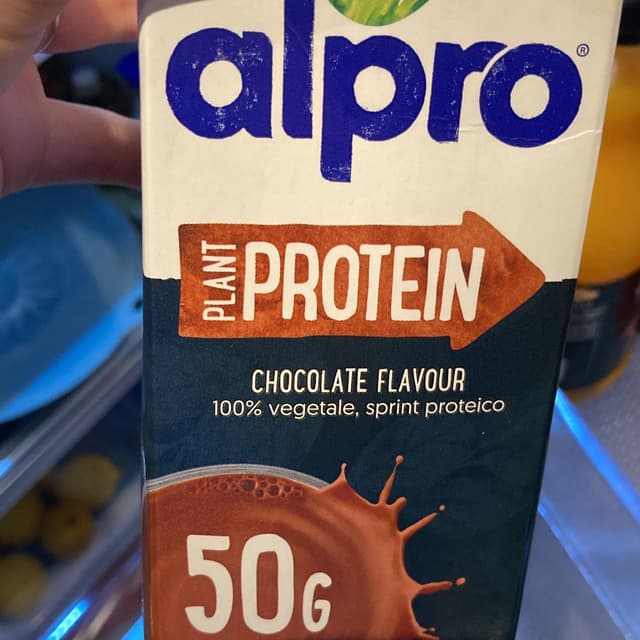 alpro®
PLANT PROTEIN
CHOCOLATE FLAVOUR
100% vegetale, sprint proteico
50G